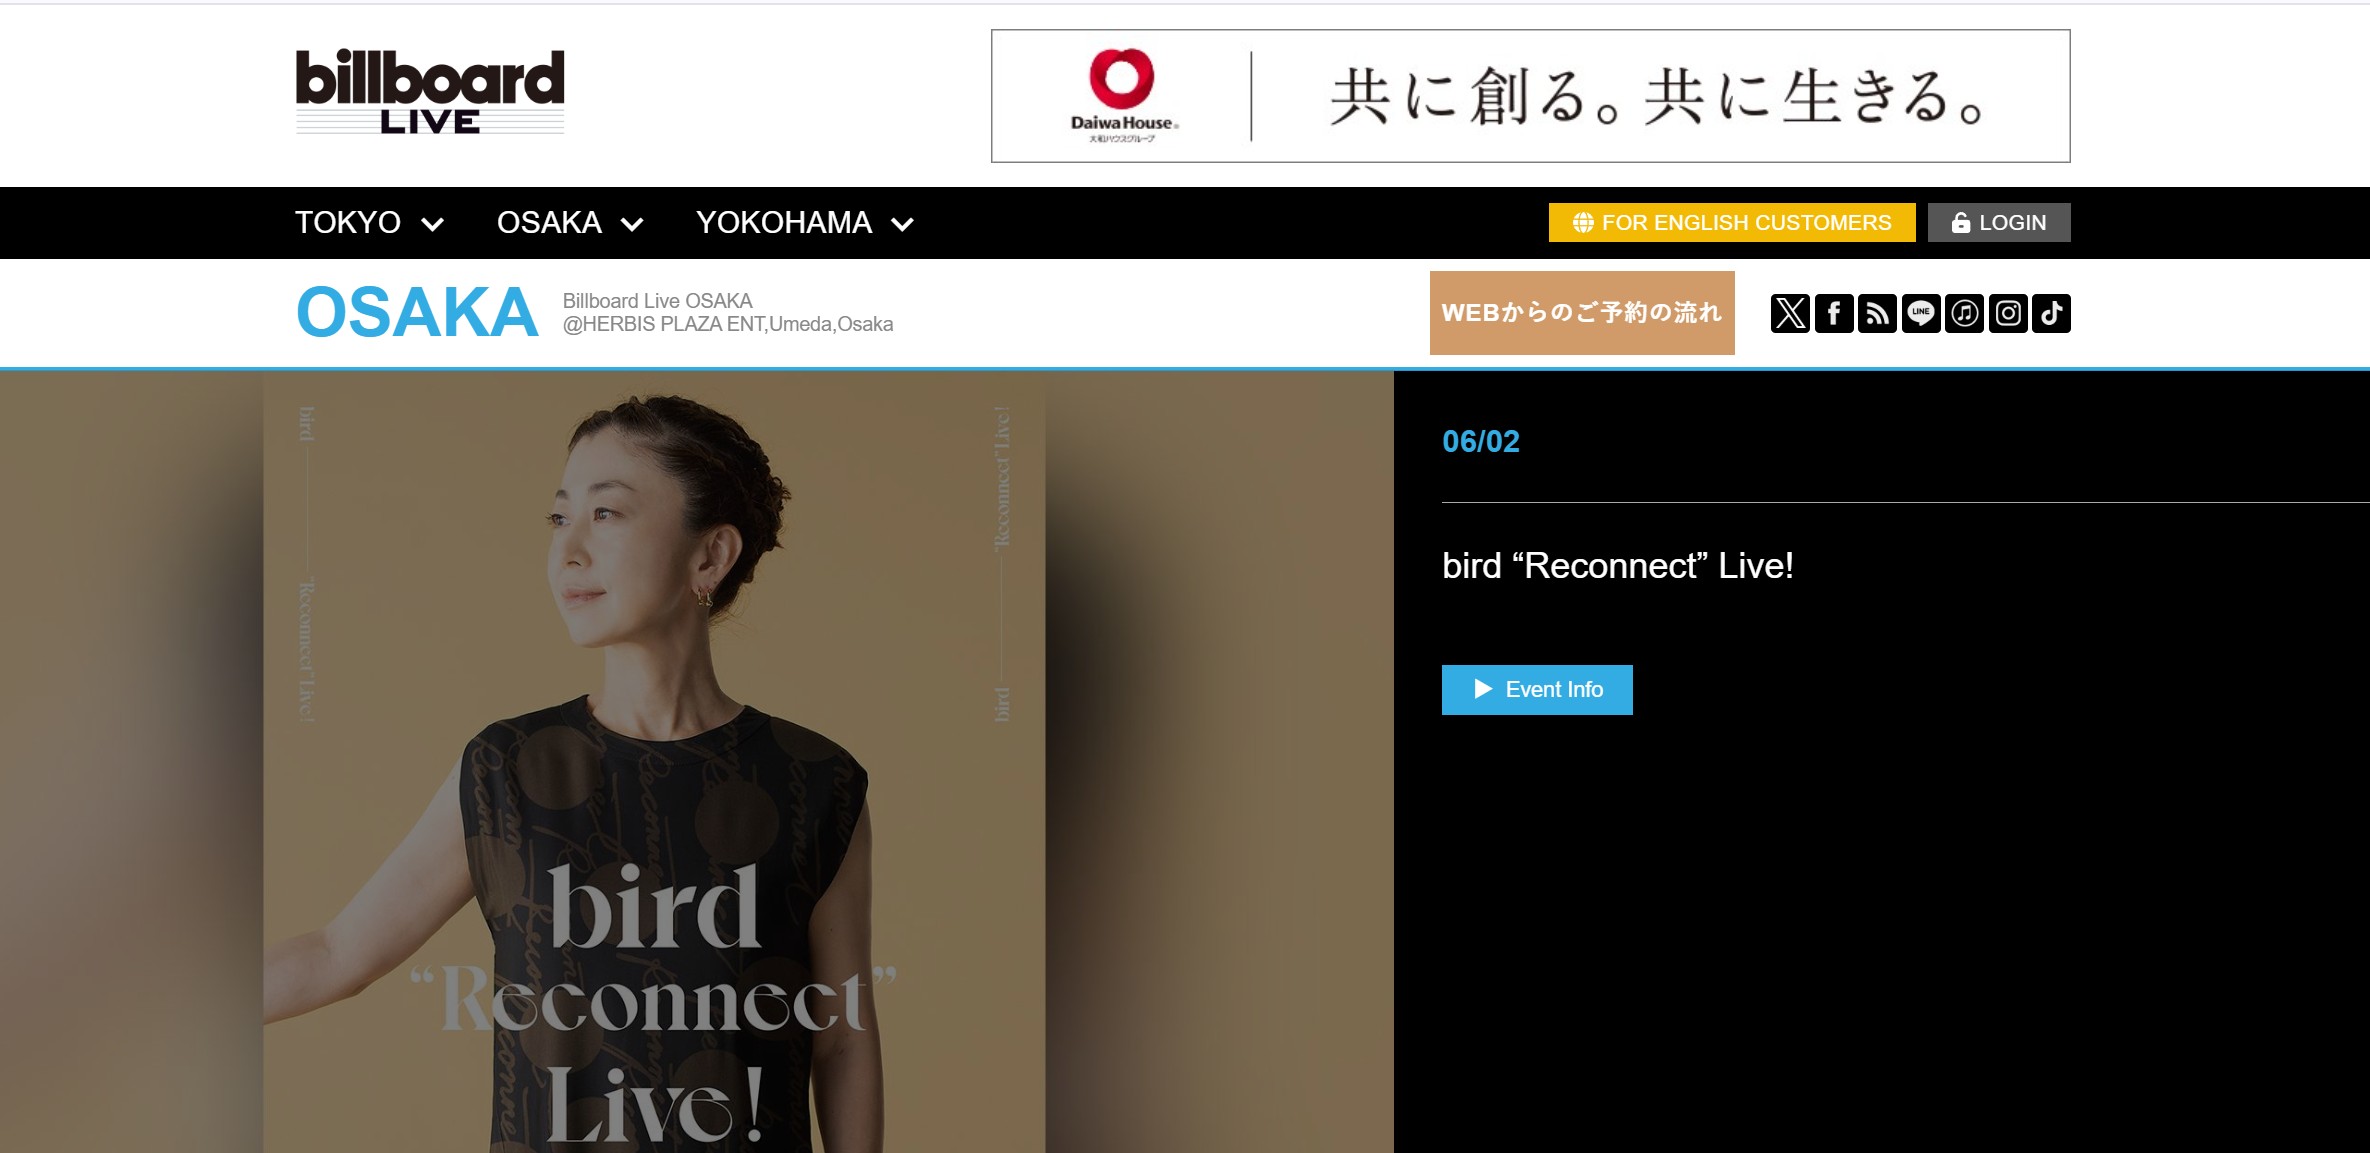 billboard
LIVE
Daiwa House®
大和ハウスグループ
共に創る。共に生きる。
TOKYO
OSAKA
YOKOHAMA
FOR ENGLISH CUSTOMERS
LOGIN
OSAKA
Billboard Live OSAKA
@HERBIS PLAZA ENT,Umeda,Osaka
WEBからのご予約の流れ
LINE
bird
"Reconnect"Live!
"Reconnect"Live!
bird
bird
“Reconnect”
Live!
06/02
bird “Reconnect” Live!
Event Info